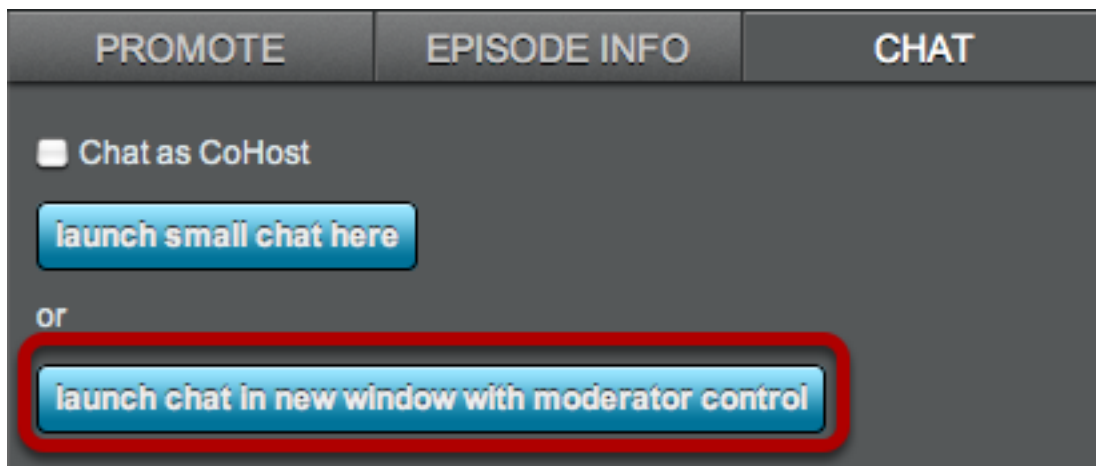 PROMOTE EPISODE INFO CHAT
Chat as CoHost
launch small chat here
or
launch chat in new window with moderator control